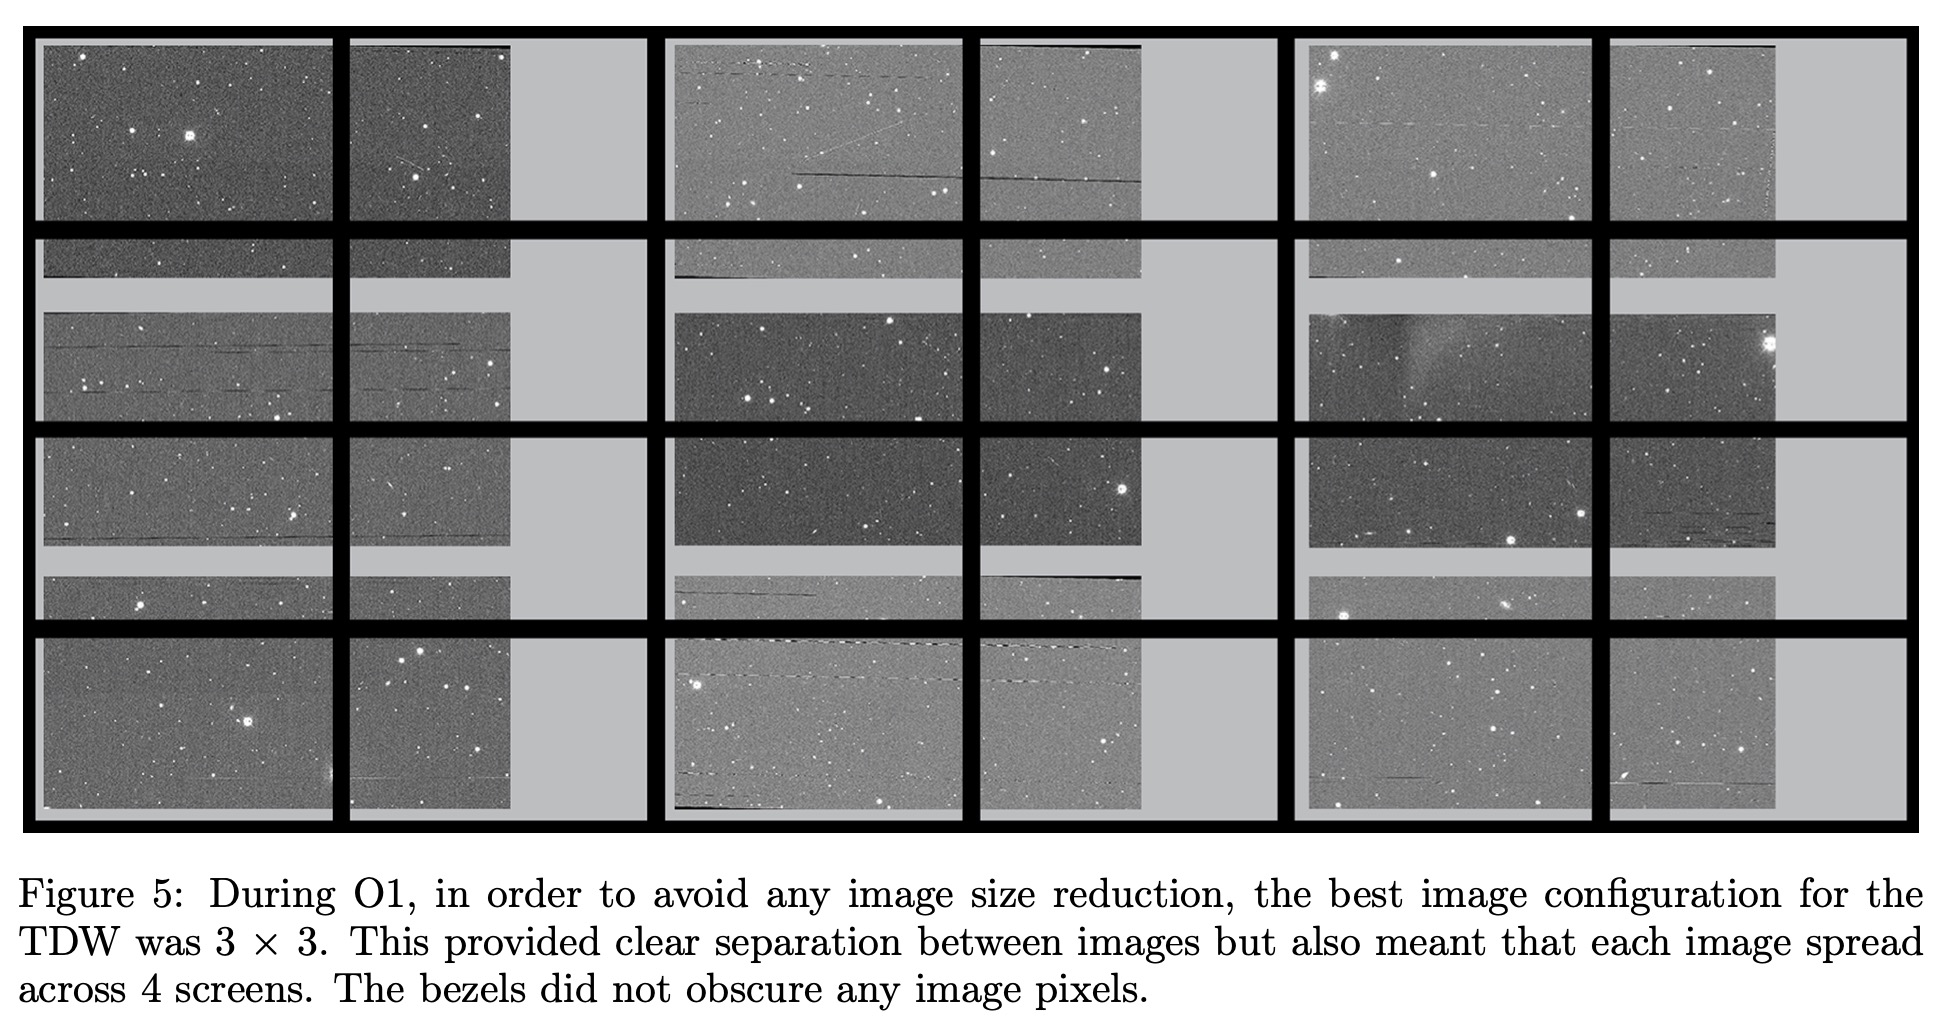 Figure 5: During O1, in order to avoid any image size reduction, the best image configuration for the
TDW was 3 × 3. This provided clear separation between images but also meant that each image spread
across 4 screens. The bezels did not obscure any image pixels.